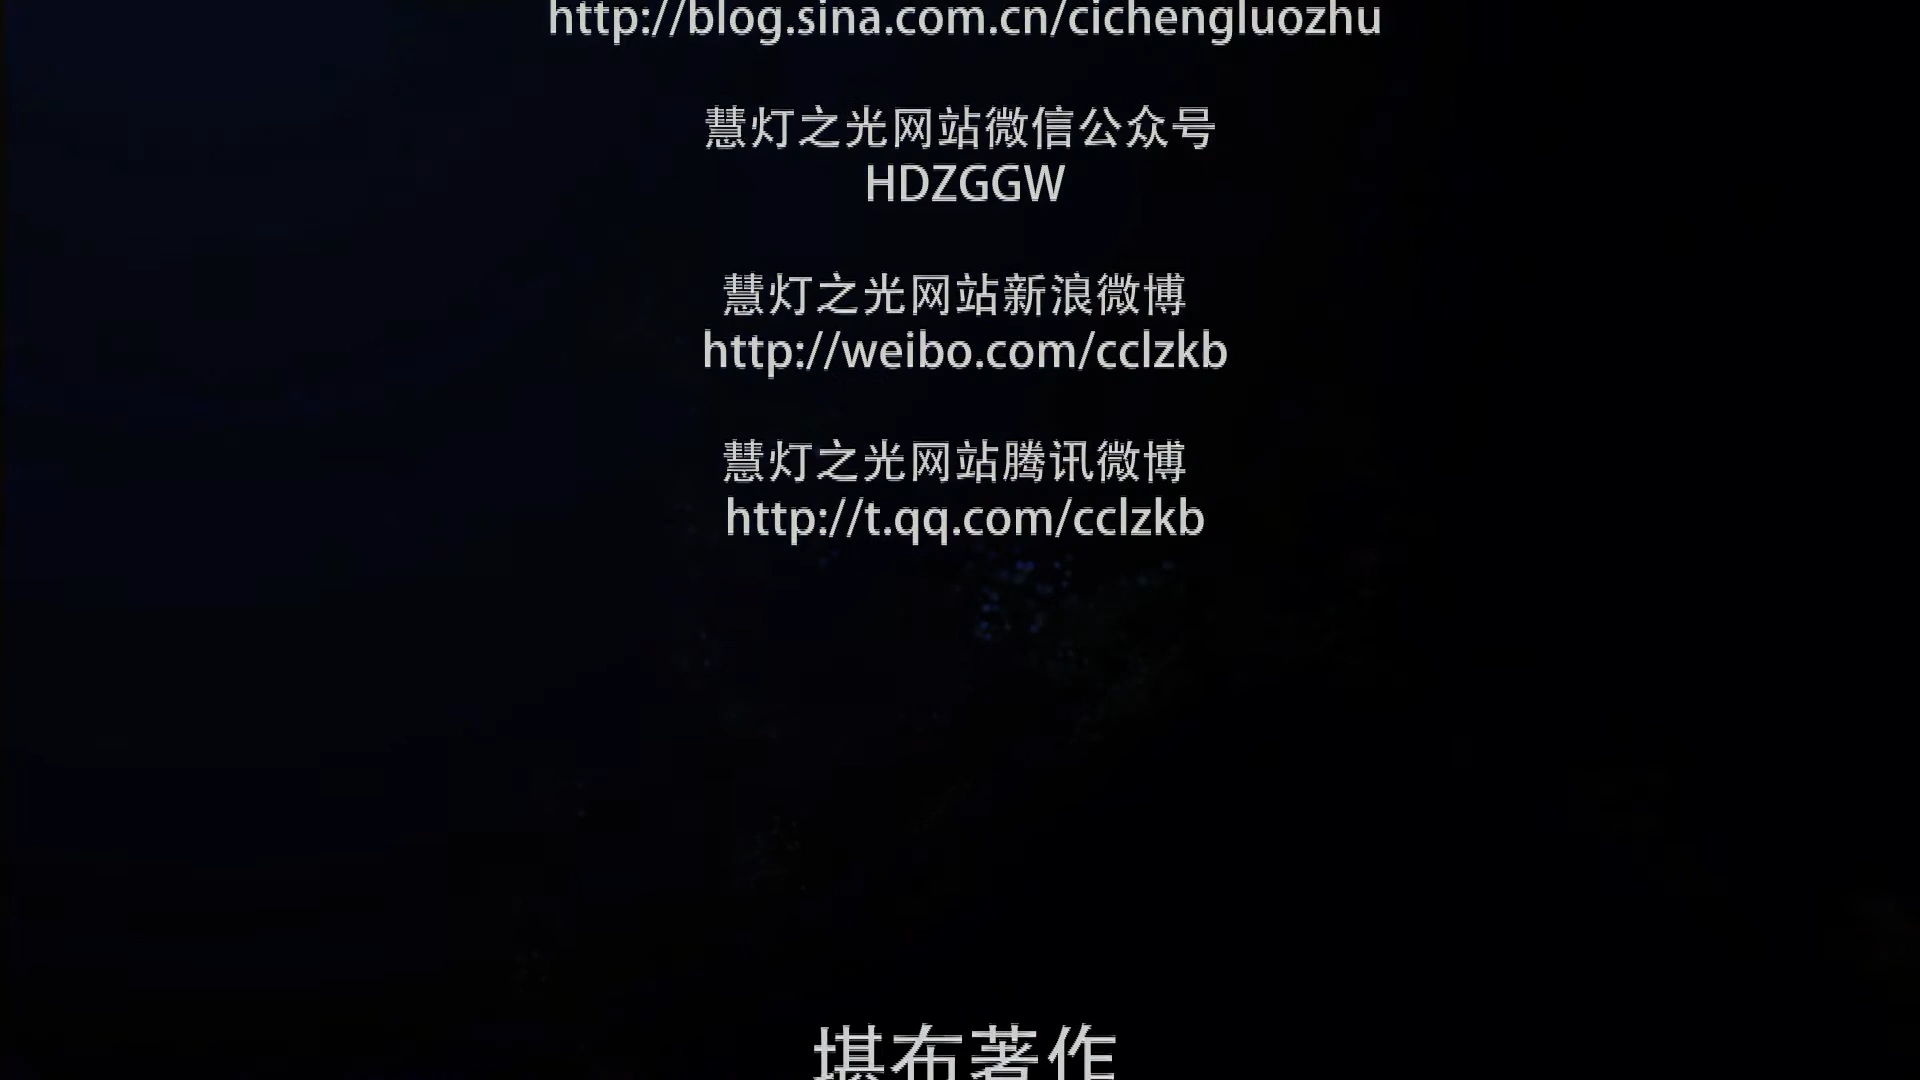 http://blog.sina.com.cn/cichengluozhu
慧灯之光网站微信公众号
HDZGGW
慧灯之光网站新浪微博
http://weibo.com/cclzkb
慧灯之光网站腾讯微博
http://t.qq.com/cclzkb
堪布著作